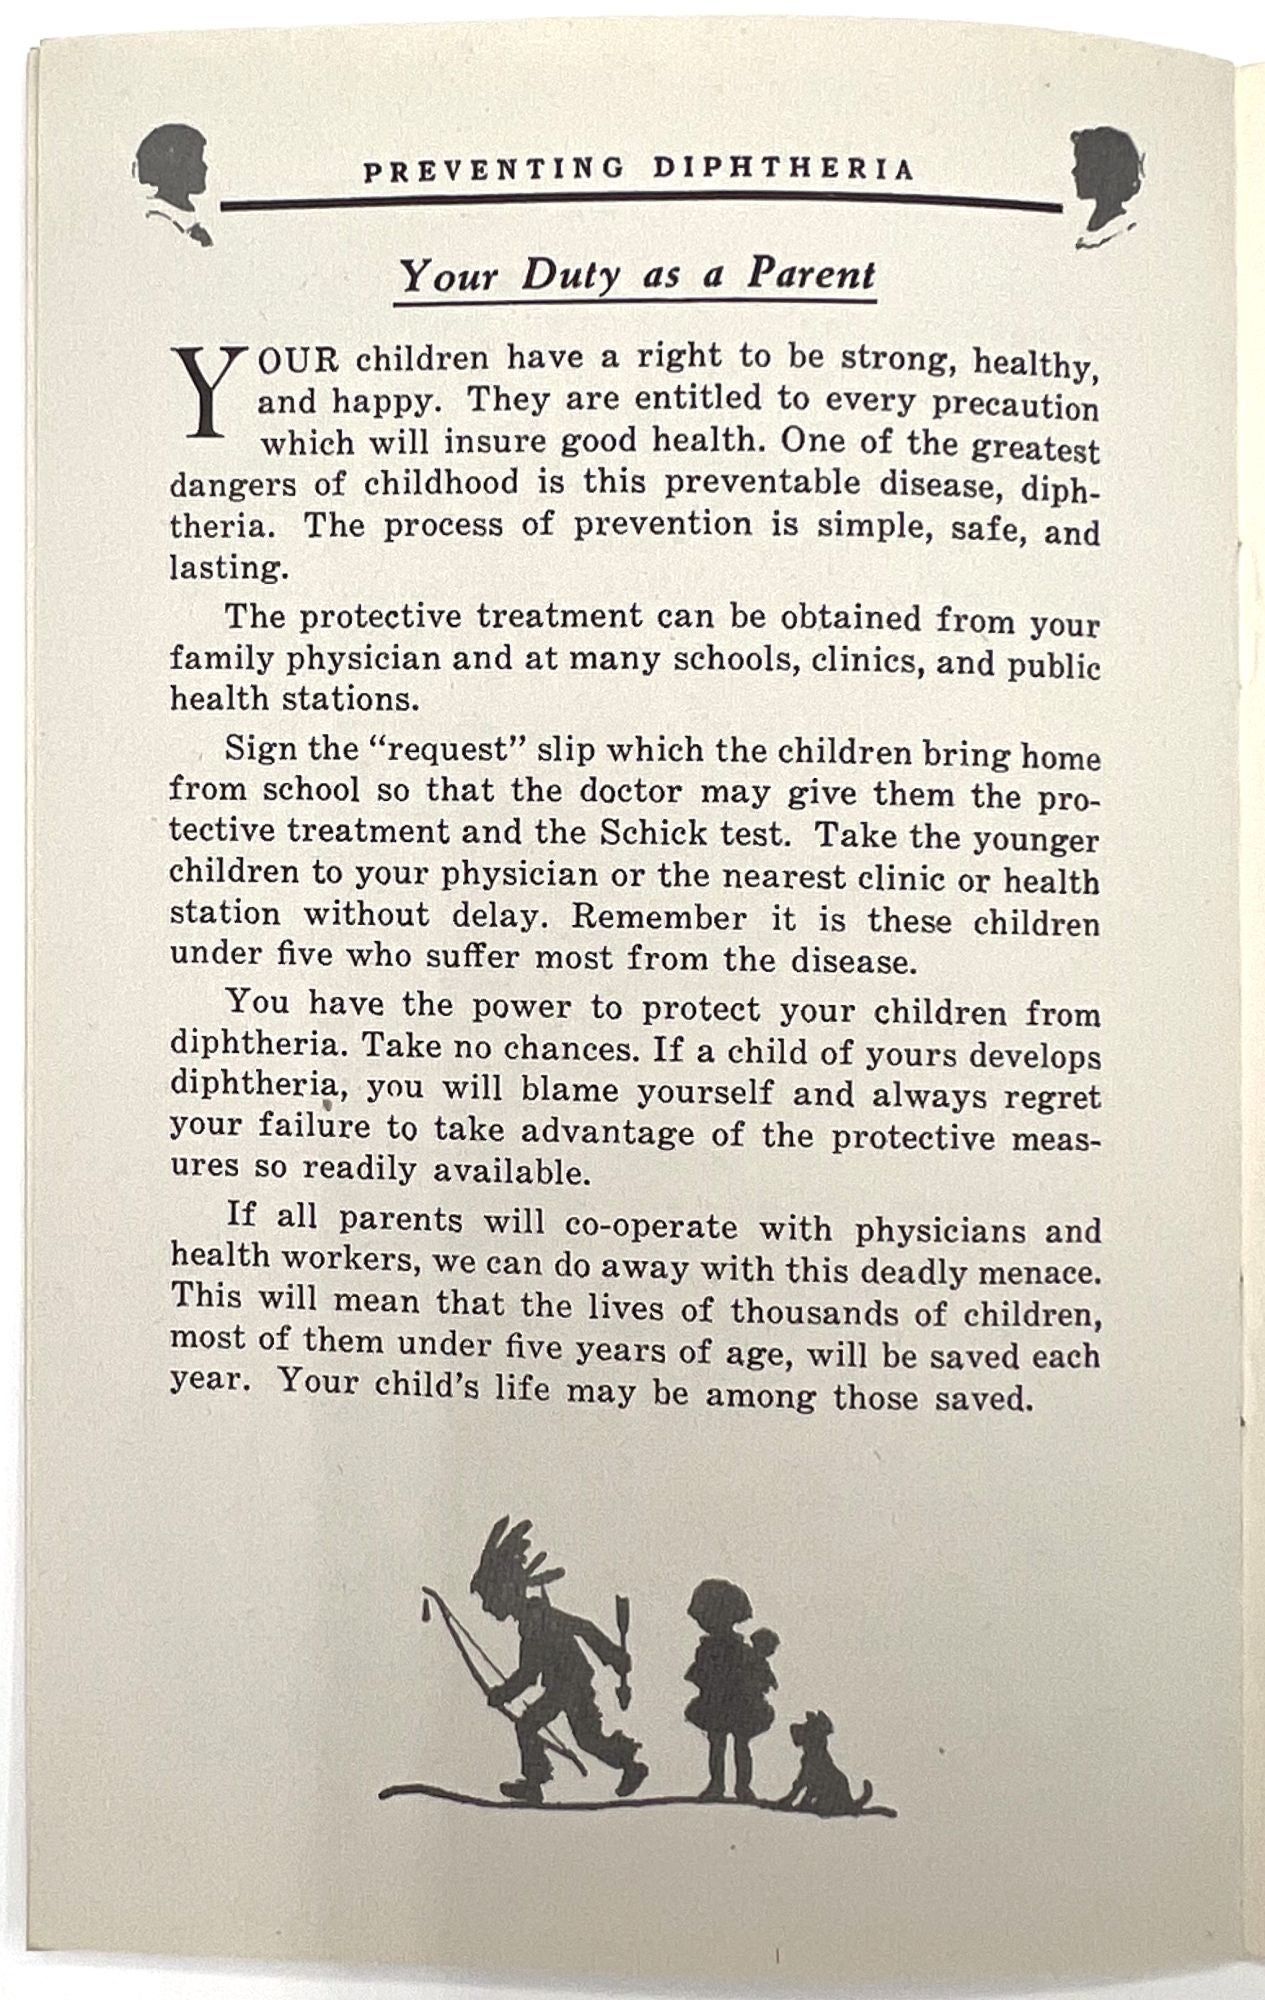 PREVENTING DIPHTHERIA
Your Duty as a Parent
YOUR children have a right to be strong, healthy,
and happy. They are entitled to every precaution
which will insure good health. One of the greatest
dangers of childhood is this preventable disease, diph-
theria. The process of prevention is simple, safe, and
lasting.
The protective treatment can be obtained from your
family physician and at many schools, clinics, and public
health stations.
Sign the “request” slip which the children bring home
from school so that the doctor may give them the pro-
tective treatment and the Schick test. Take the younger
children to your physician or the nearest clinic or health
station without delay. Remember it is these children
under five who suffer most from the disease.
You have the power to protect your children from
diphtheria. Take no chances. If a child of yours develops
diphtheria, you will blame yourself and always regret
your failure to take advantage of the protective meas-
ures so readily available.
If all parents will co-operate with physicians and
health workers, we can do away with this deadly menace.
This will mean that the lives of thousands of children,
most of them under five years of age, will be saved each
year. Your child's life may be among those saved.